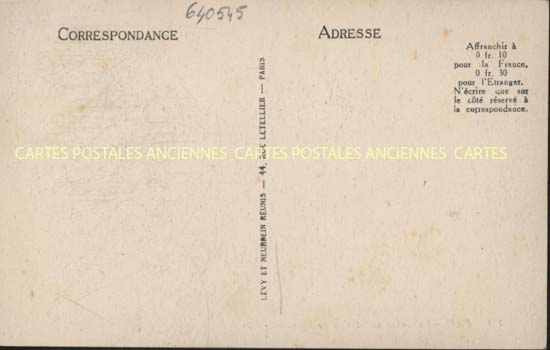 640545
CORRESPONDANCE
ADRESSE
Affranchir à
0 fr. 10
pour la France,
0 fr. 30
pour l'Etranger.
N'écrire que sur
le côté réservé à
la correspondance.
LÉVY ET NEURDEIN RÉUNIS — 44, RUE LETELLIER — PARIS
CARTES POSTALES ANCIENNES CARTES POSTALES ANCIENNES CARTES